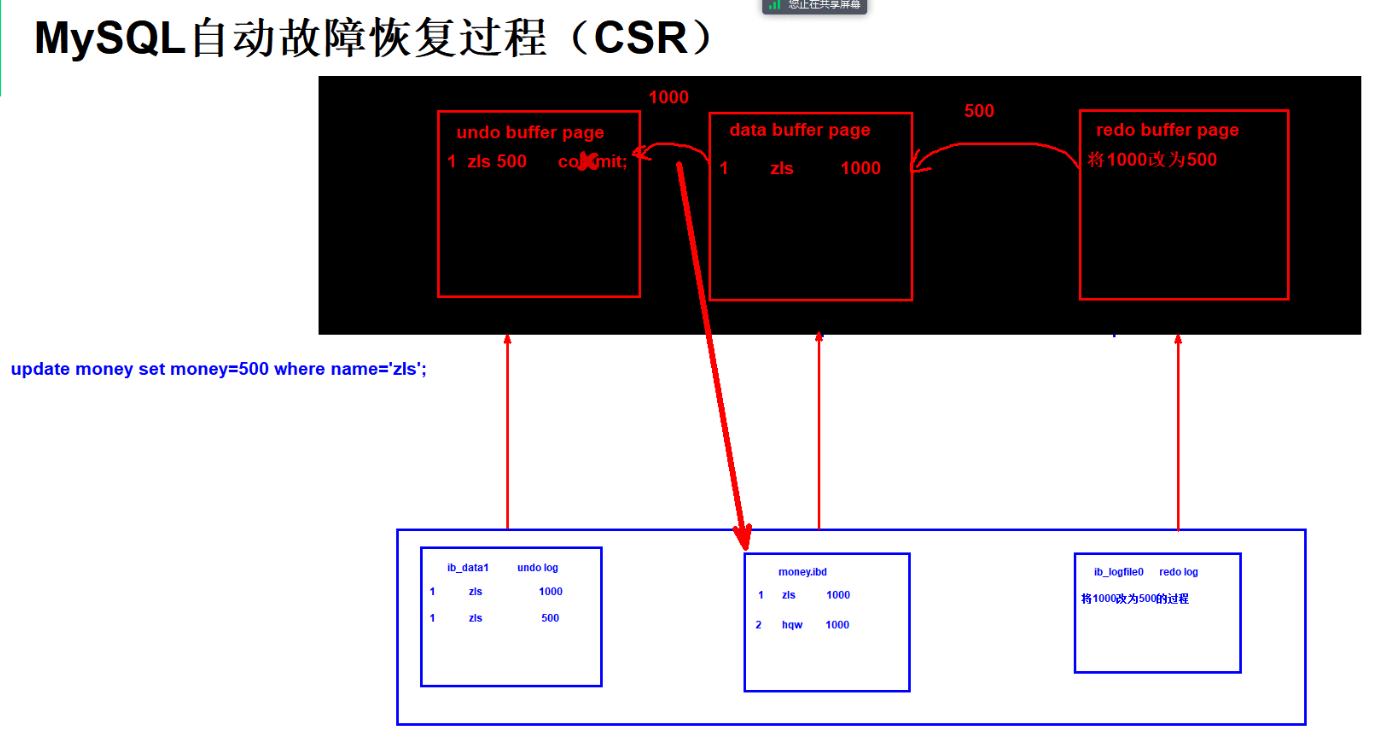 您正在共享屏幕
MySQL自动故障恢复过程（CSR）
1000
500
undo buffer page
1 zls 500 commit;
data buffer page
1 zls 1000
redo buffer page
将1000改为500
update money set money=500 where name='zls';
ib_data1 undo log
1 zls 1000
1 zls 500
money.ibd
1 zls 1000
2 hqw 1000
ib_logfile0 redo log
将1000改为500的过程